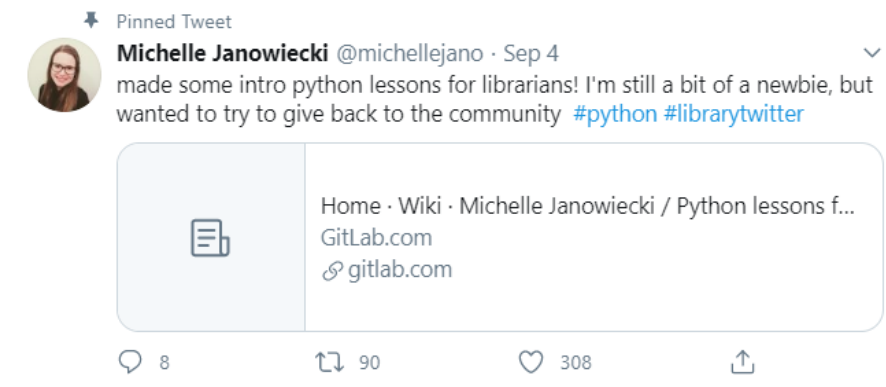 Pinned Tweet
Michelle Janowiecki @michellejano · Sep 4
made some intro python lessons for librarians! I'm still a bit of a newbie, but
wanted to try to give back to the community #python #librarytwitter
Home · Wiki · Michelle Janowiecki / Python lessons f...
GitLab.com
gitlab.com
8 90 308